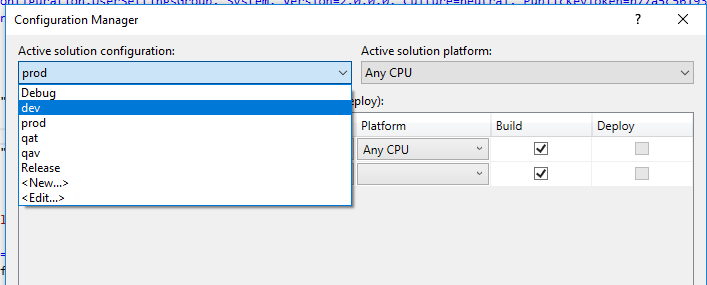 Configuration Manager
Active solution configuration:
Active solution platform:
prod
Any CPU
Debug
dev
prod
qat
qav
Release
<New...>
<Edit...>
eploy):
Platform
Build
Deploy
Any CPU